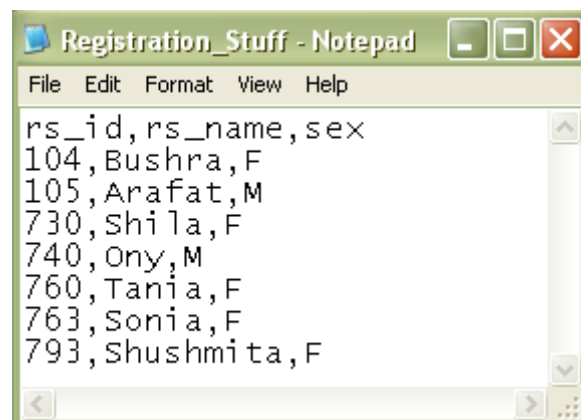 Registration_Stuff - Notepad
File Edit Format View Help
rs_id,rs_name,sex
104,Bushra,F
105,Arafat,M
730,Shila,F
740,Ony,M
760,Tania,F
763,Sonia,F
793,Shushmita,F